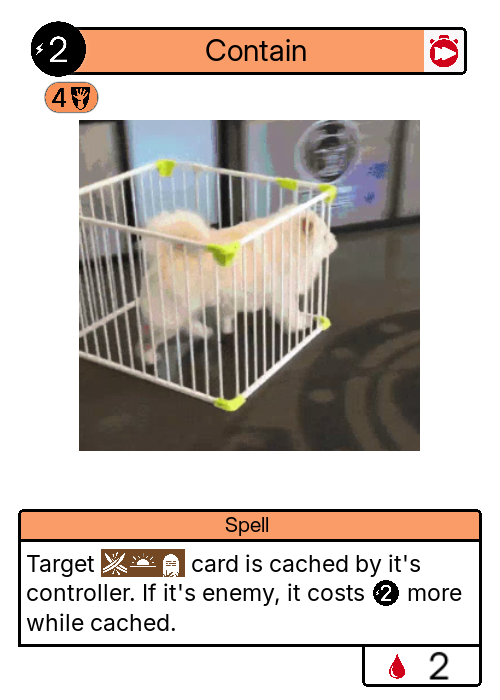 2
Contain
4
Spell
Target card is cached by it's
controller. If it's enemy, it costs 2 more
while cached.
2